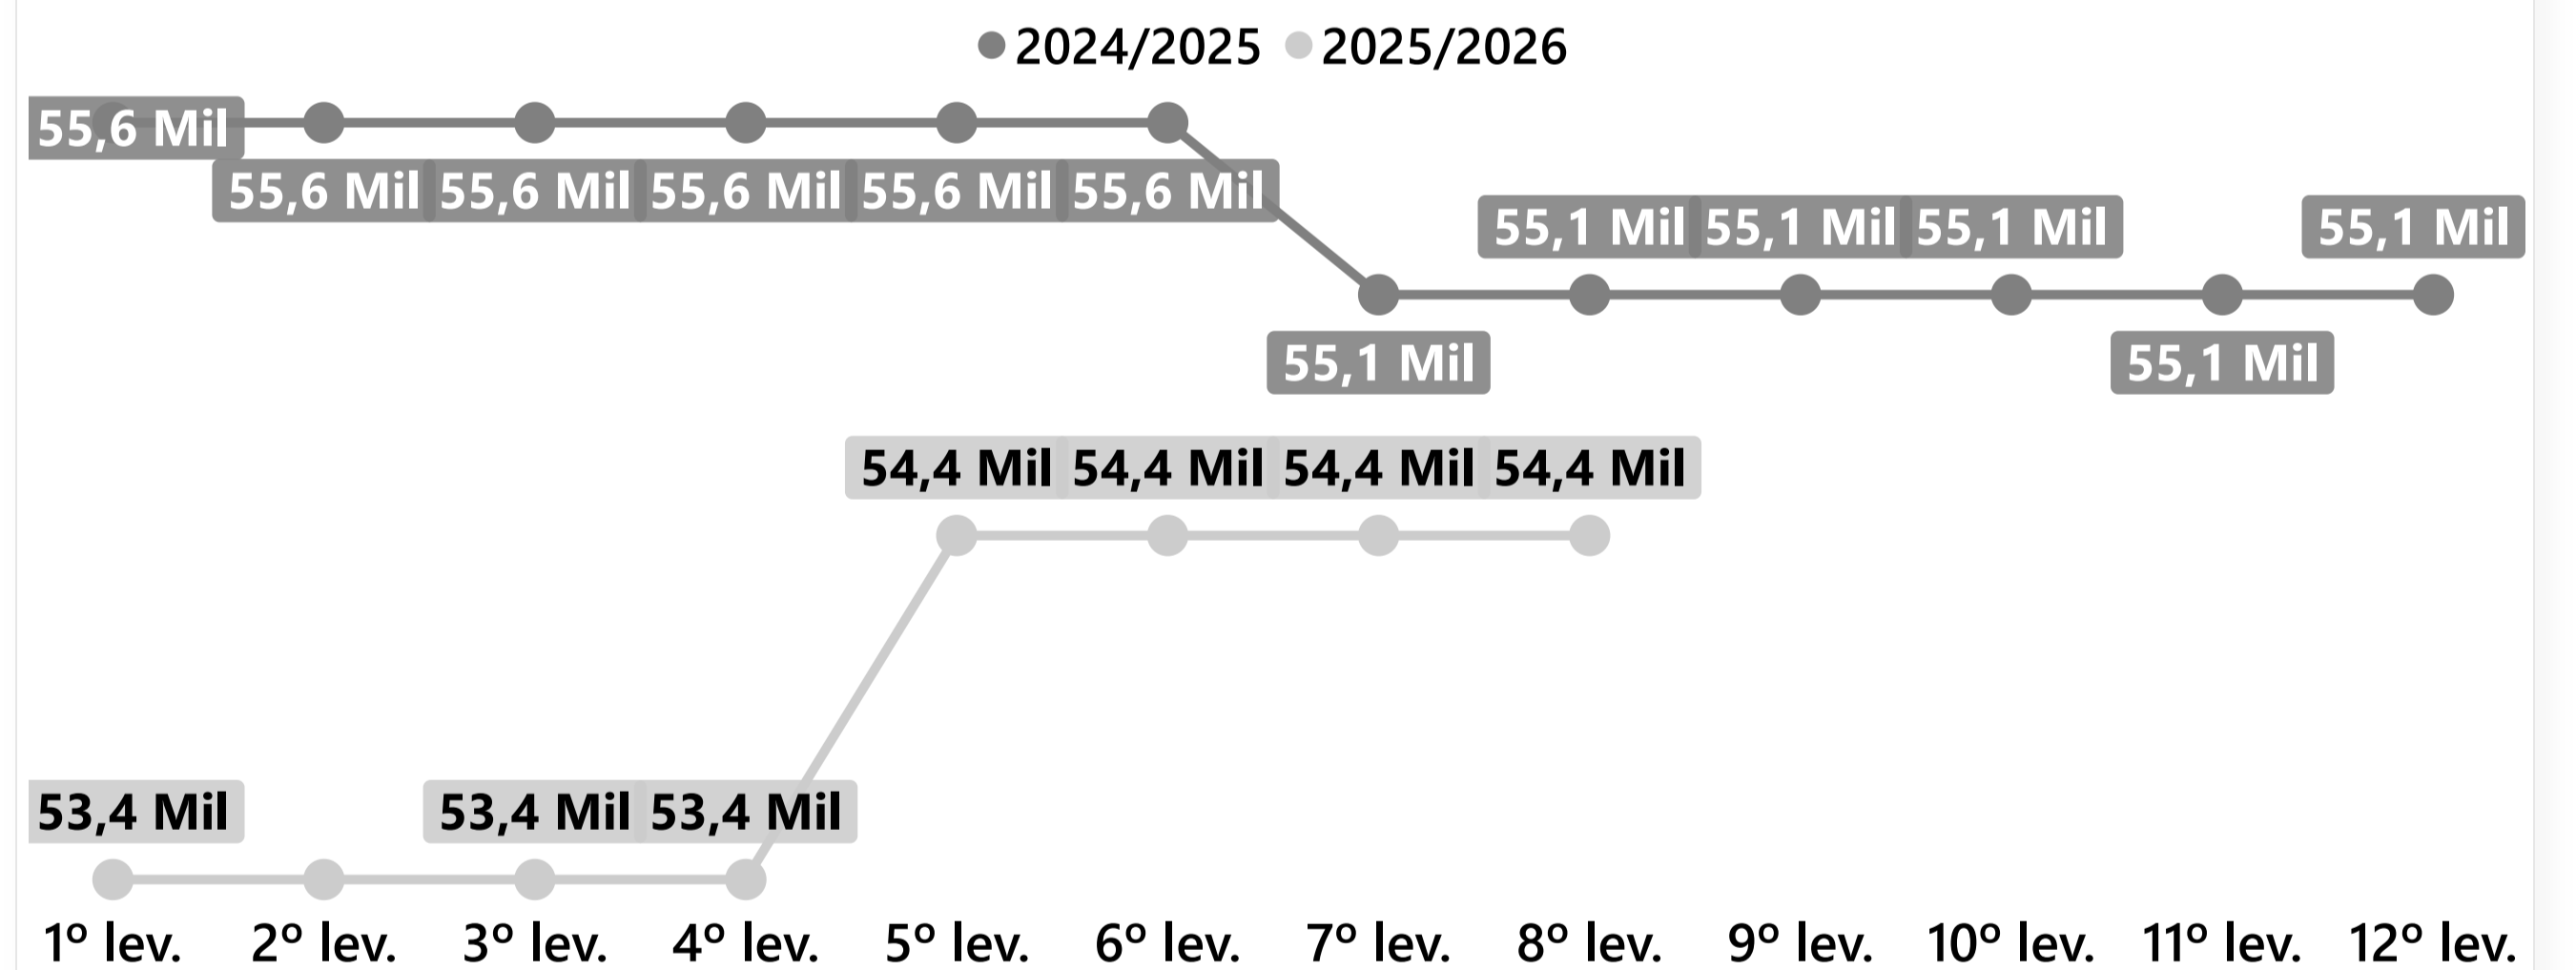 2024/2025 2025/2026
55,6 Mil
55,6 Mil 55,6 Mil 55,6 Mil 55,6 Mil 55,6 Mil
55,1 Mil 55,1 Mil 55,1 Mil 55,1 Mil
55,1 Mil 55,1 Mil
54,4 Mil 54,4 Mil 54,4 Mil 54,4 Mil
53,4 Mil 53,4 Mil 53,4 Mil
1º lev. 2º lev. 3º lev. 4º lev. 5º lev. 6º lev. 7º lev. 8º lev. 9º lev. 10º lev. 11º lev. 12º lev.